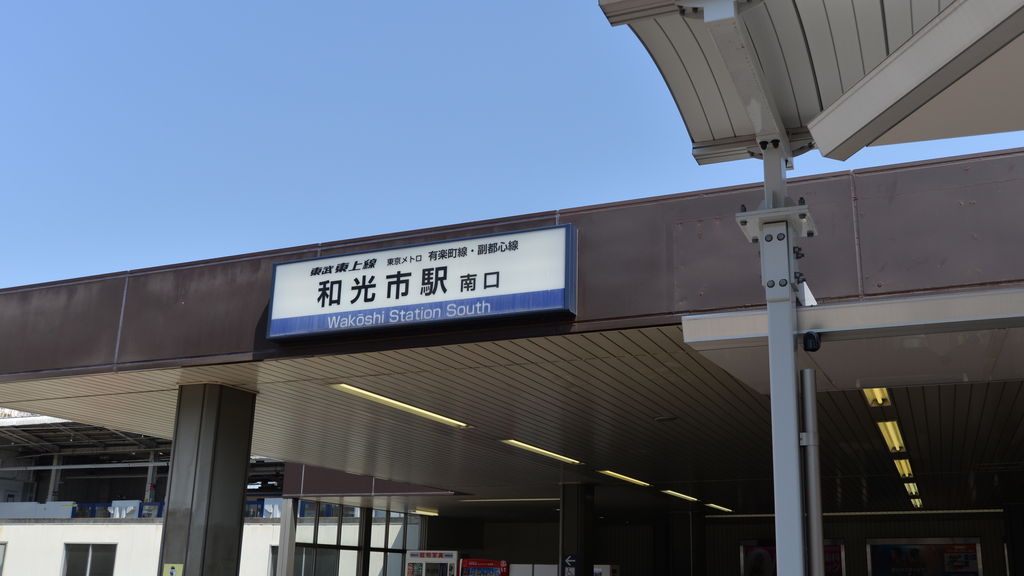 東武東上線 東京メトロ 有楽町線・副都心線
和光市駅 南口
Wakōshi Station South